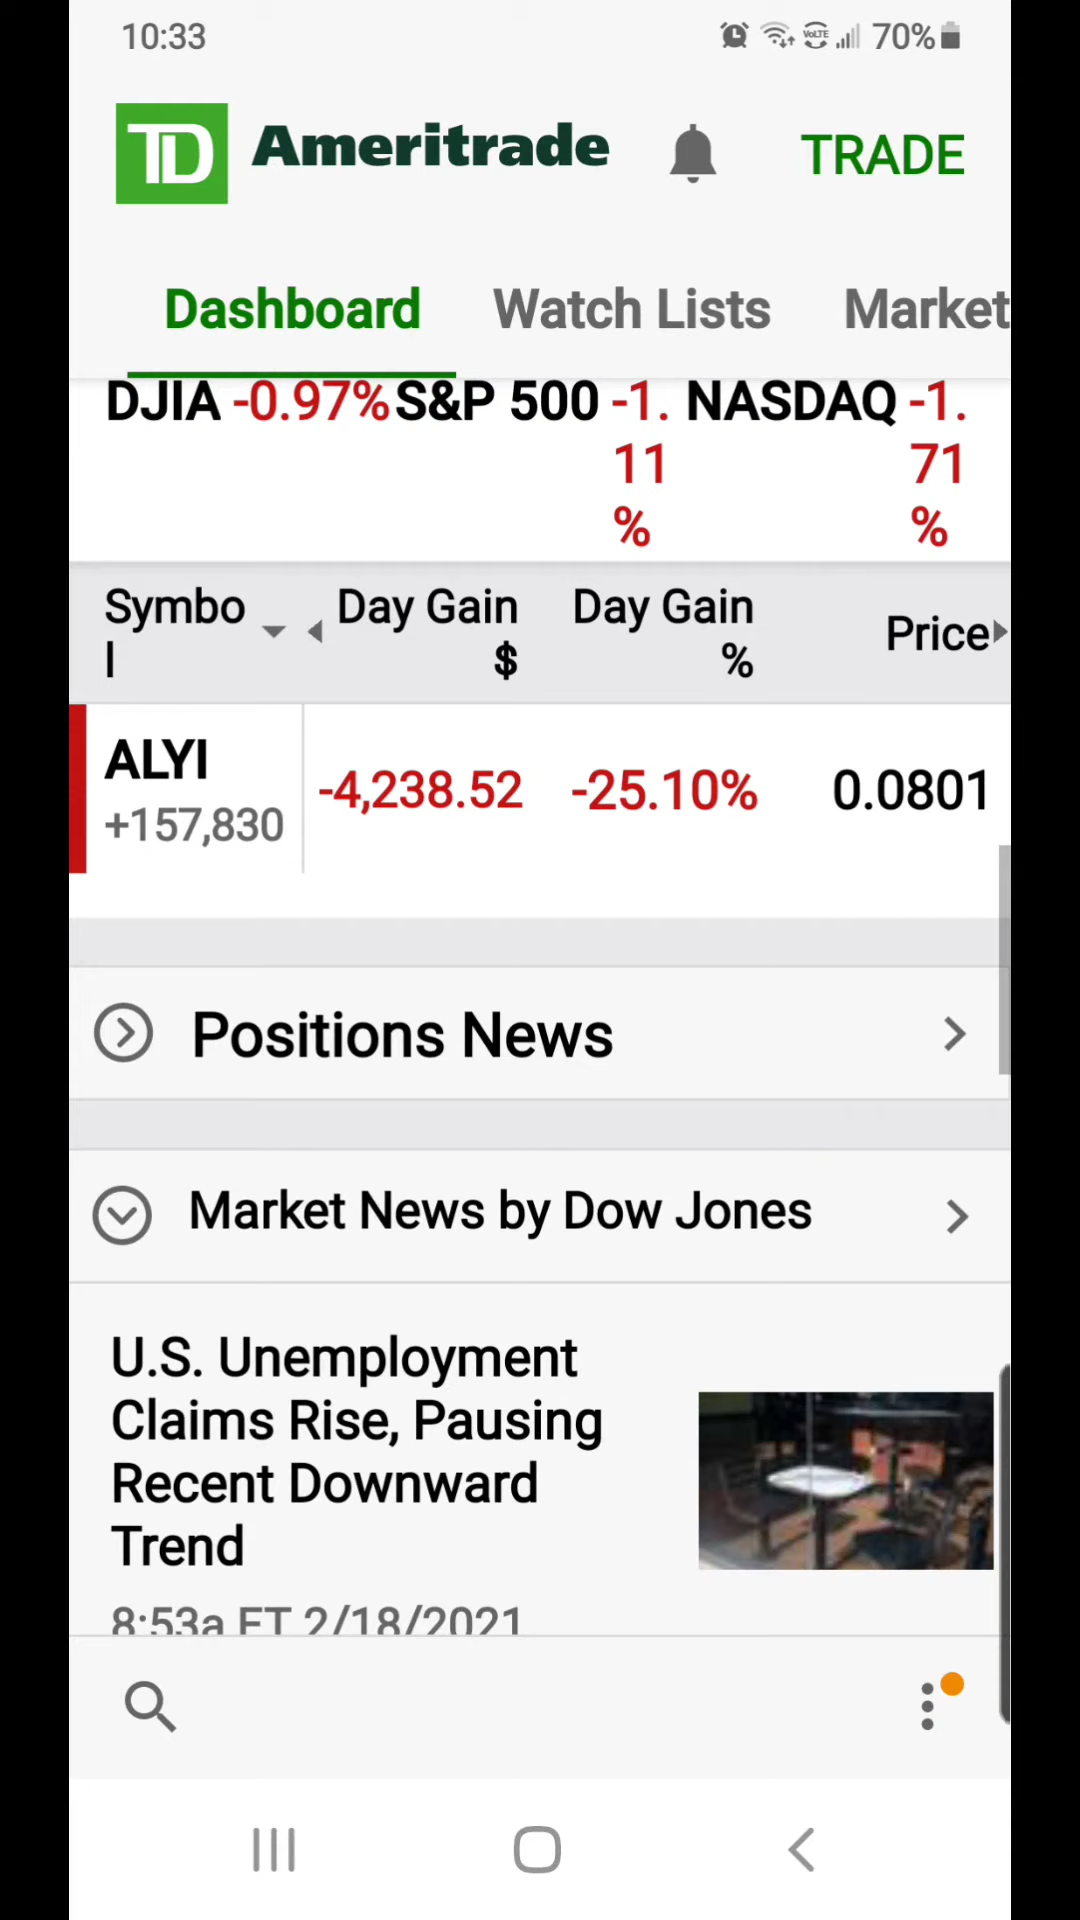 10:33 VoLTE 70%
TD Ameritrade TRADE
Dashboard Watch Lists Market
DJIA -0.97% S&P 500 -1. NASDAQ -1.
11 71
% %
Symbo Day Gain Day Gain Price
l $ %
ALYI -4,238.52 -25.10% 0.0801
+157,830
Positions News
Market News by Dow Jones
U.S. Unemployment
Claims Rise, Pausing
Recent Downward
Trend
8:53a ET 2/18/2021